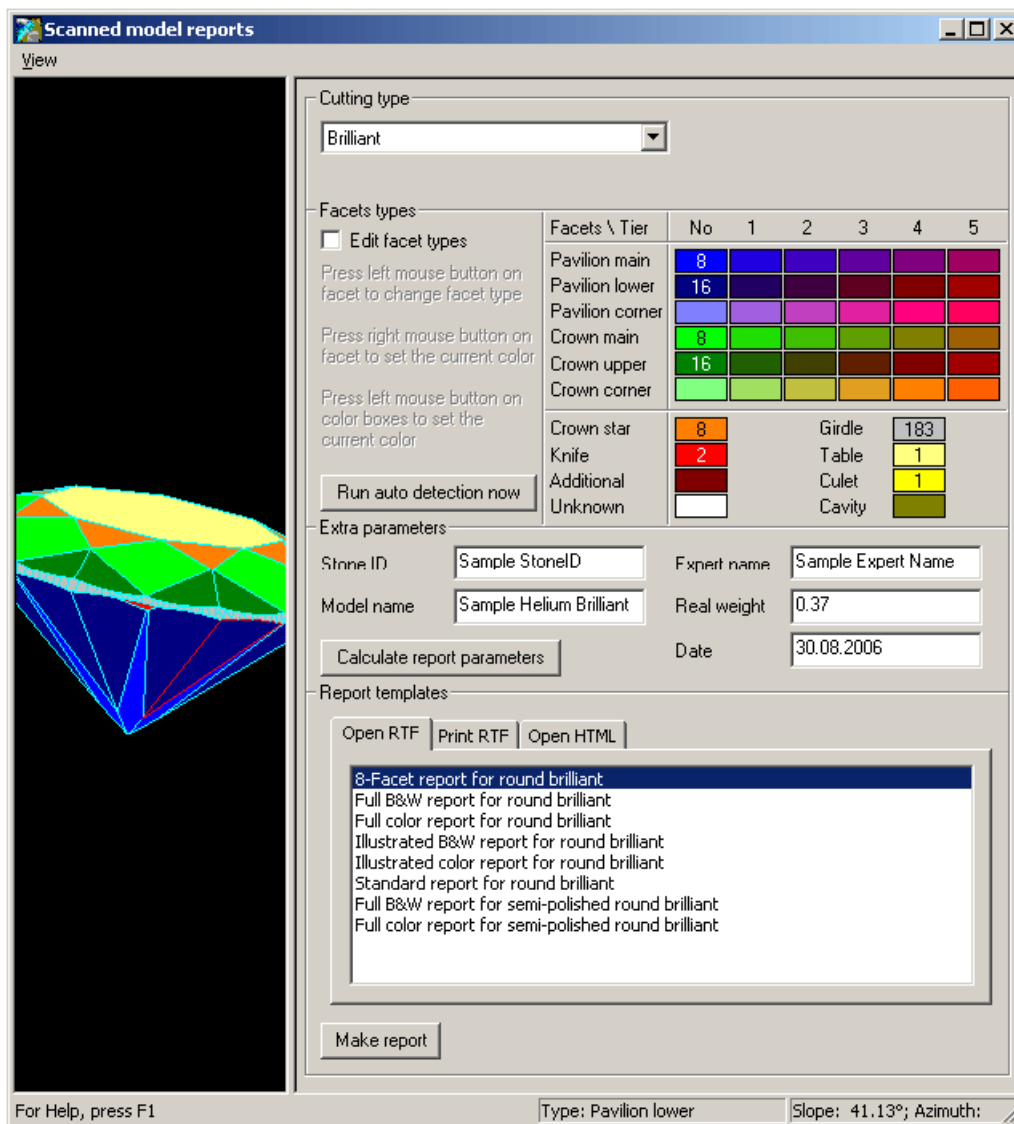 Scanned model reports
View
Cutting type
Brilliant
Facets types
Edit facet types
Press left mouse button on
facet to change facet type
Press right mouse button on
facet to set the current color
Press left mouse button on
color boxes to set the
current color
Run auto detection now
Facets \ Tier No 1 2 3 4 5
Pavilion main 8
Pavilion lower 16
Pavilion corner
Crown main 8
Crown upper 16
Crown corner
Crown star 8 Girdle 183
Knife 2 Table 1
Additional Culet 1
Unknown Cavity
Extra parameters
Stone ID Sample StoneID Expert name Sample Expert Name
Model name Sample Helium Brilliant Real weight 0.37
Calculate report parameters Date 30.08.2006
Report templates
Open RTF Print RTF Open HTML
8-Facet report for round brilliant
Full B&W report for round brilliant
Full color report for round brilliant
Illustrated B&W report for round brilliant
Illustrated color report for round brilliant
Standard report for round brilliant
Full B&W report for semi-polished round brilliant
Full color report for semi-polished round brilliant
Make report
For Help, press F1 Type: Pavilion lower Slope: 41.13°; Azimuth: